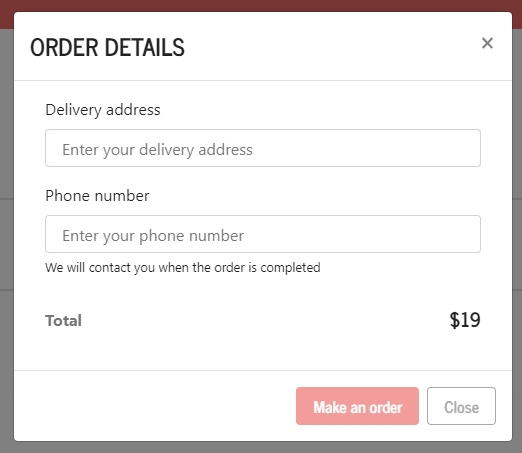 ORDER DETAILS
×
Delivery address
Enter your delivery address
Phone number
Enter your phone number
We will contact you when the order is completed
Total $19
Make an order Close